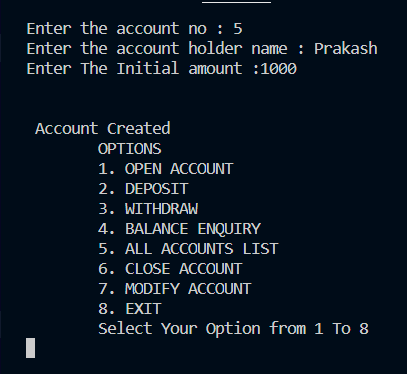 Enter the account no : 5
Enter the account holder name : Prakash
Enter The Initial amount :1000
Account Created
OPTIONS
1. OPEN ACCOUNT
2. DEPOSIT
3. WITHDRAW
4. BALANCE ENQUIRY
5. ALL ACCOUNTS LIST
6. CLOSE ACCOUNT
7. MODIFY ACCOUNT
8. EXIT
Select Your Option from 1 To 8